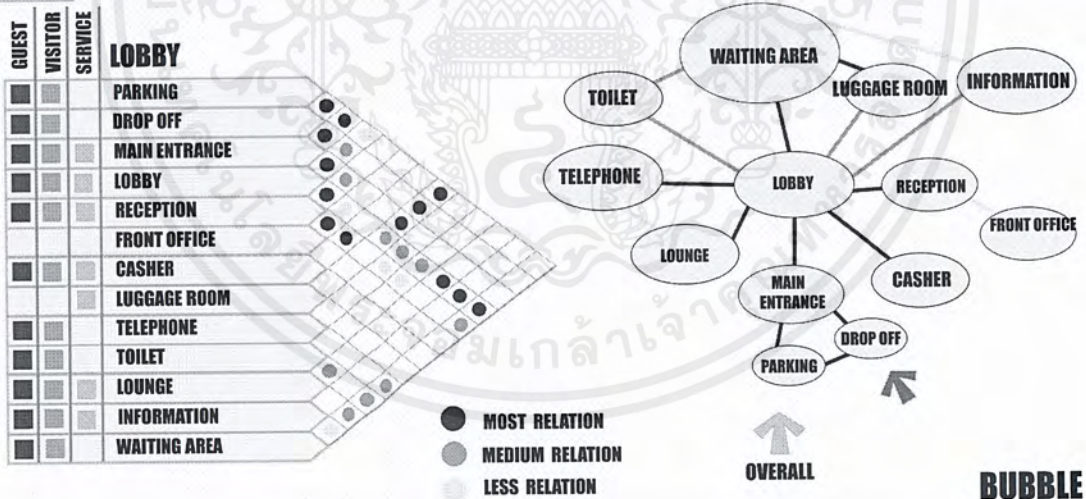 GUEST
VISITOR
SERVICE
LOBBY
PARKING
DROP OFF
MAIN ENTRANCE
LOBBY
RECEPTION
FRONT OFFICE
CASHER
LUGGAGE ROOM
TELEPHONE
TOILET
LOUNGE
INFORMATION
WAITING AREA
MOST RELATION
MEDIUM RELATION
LESS RELATION
WAITING AREA
LUGGAGE ROOM
INFORMATION
TOILET
TELEPHONE
LOBBY
RECEPTION
FRONT OFFICE
LOUNGE
MAIN
ENTRANCE
CASHER
DROP OFF
PARKING
OVERALL
BUBBLE